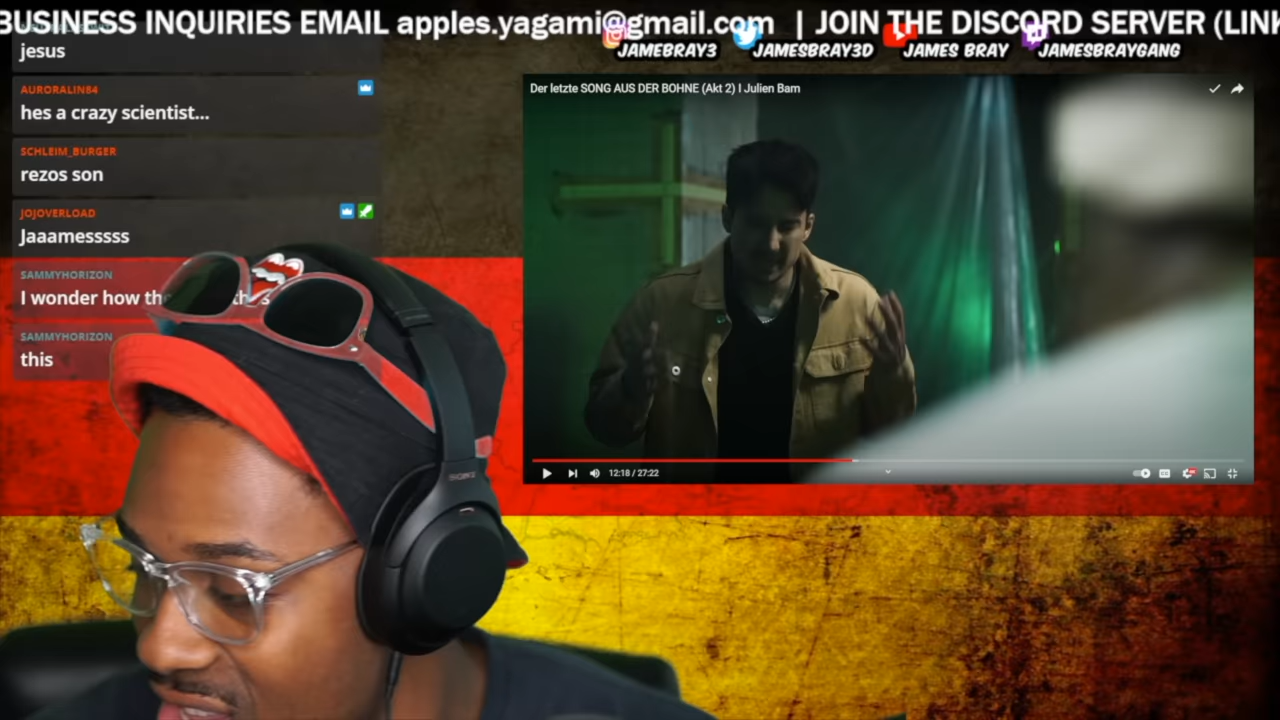 BUSINESS INQUIRIES EMAIL apples.yagami@gmail.com | JOIN THE DISCORD SERVER (LINK
JAMEBRAY3 JAMESBRAY3D JAMES BRAY JAMESBRAYGANG
jesus
AURORALIN84
hes a crazy scientist...
SCHLEIM_BURGER
rezos son
JOJOVERLOAD
Jaaamesssss
SAMMYHORIZON
I wonder how
SAMMYHORIZON
this
Der letzte SONG AUS DER BOHNE (Akt 2) I Julien Bam
12:18 / 27:22
SONY